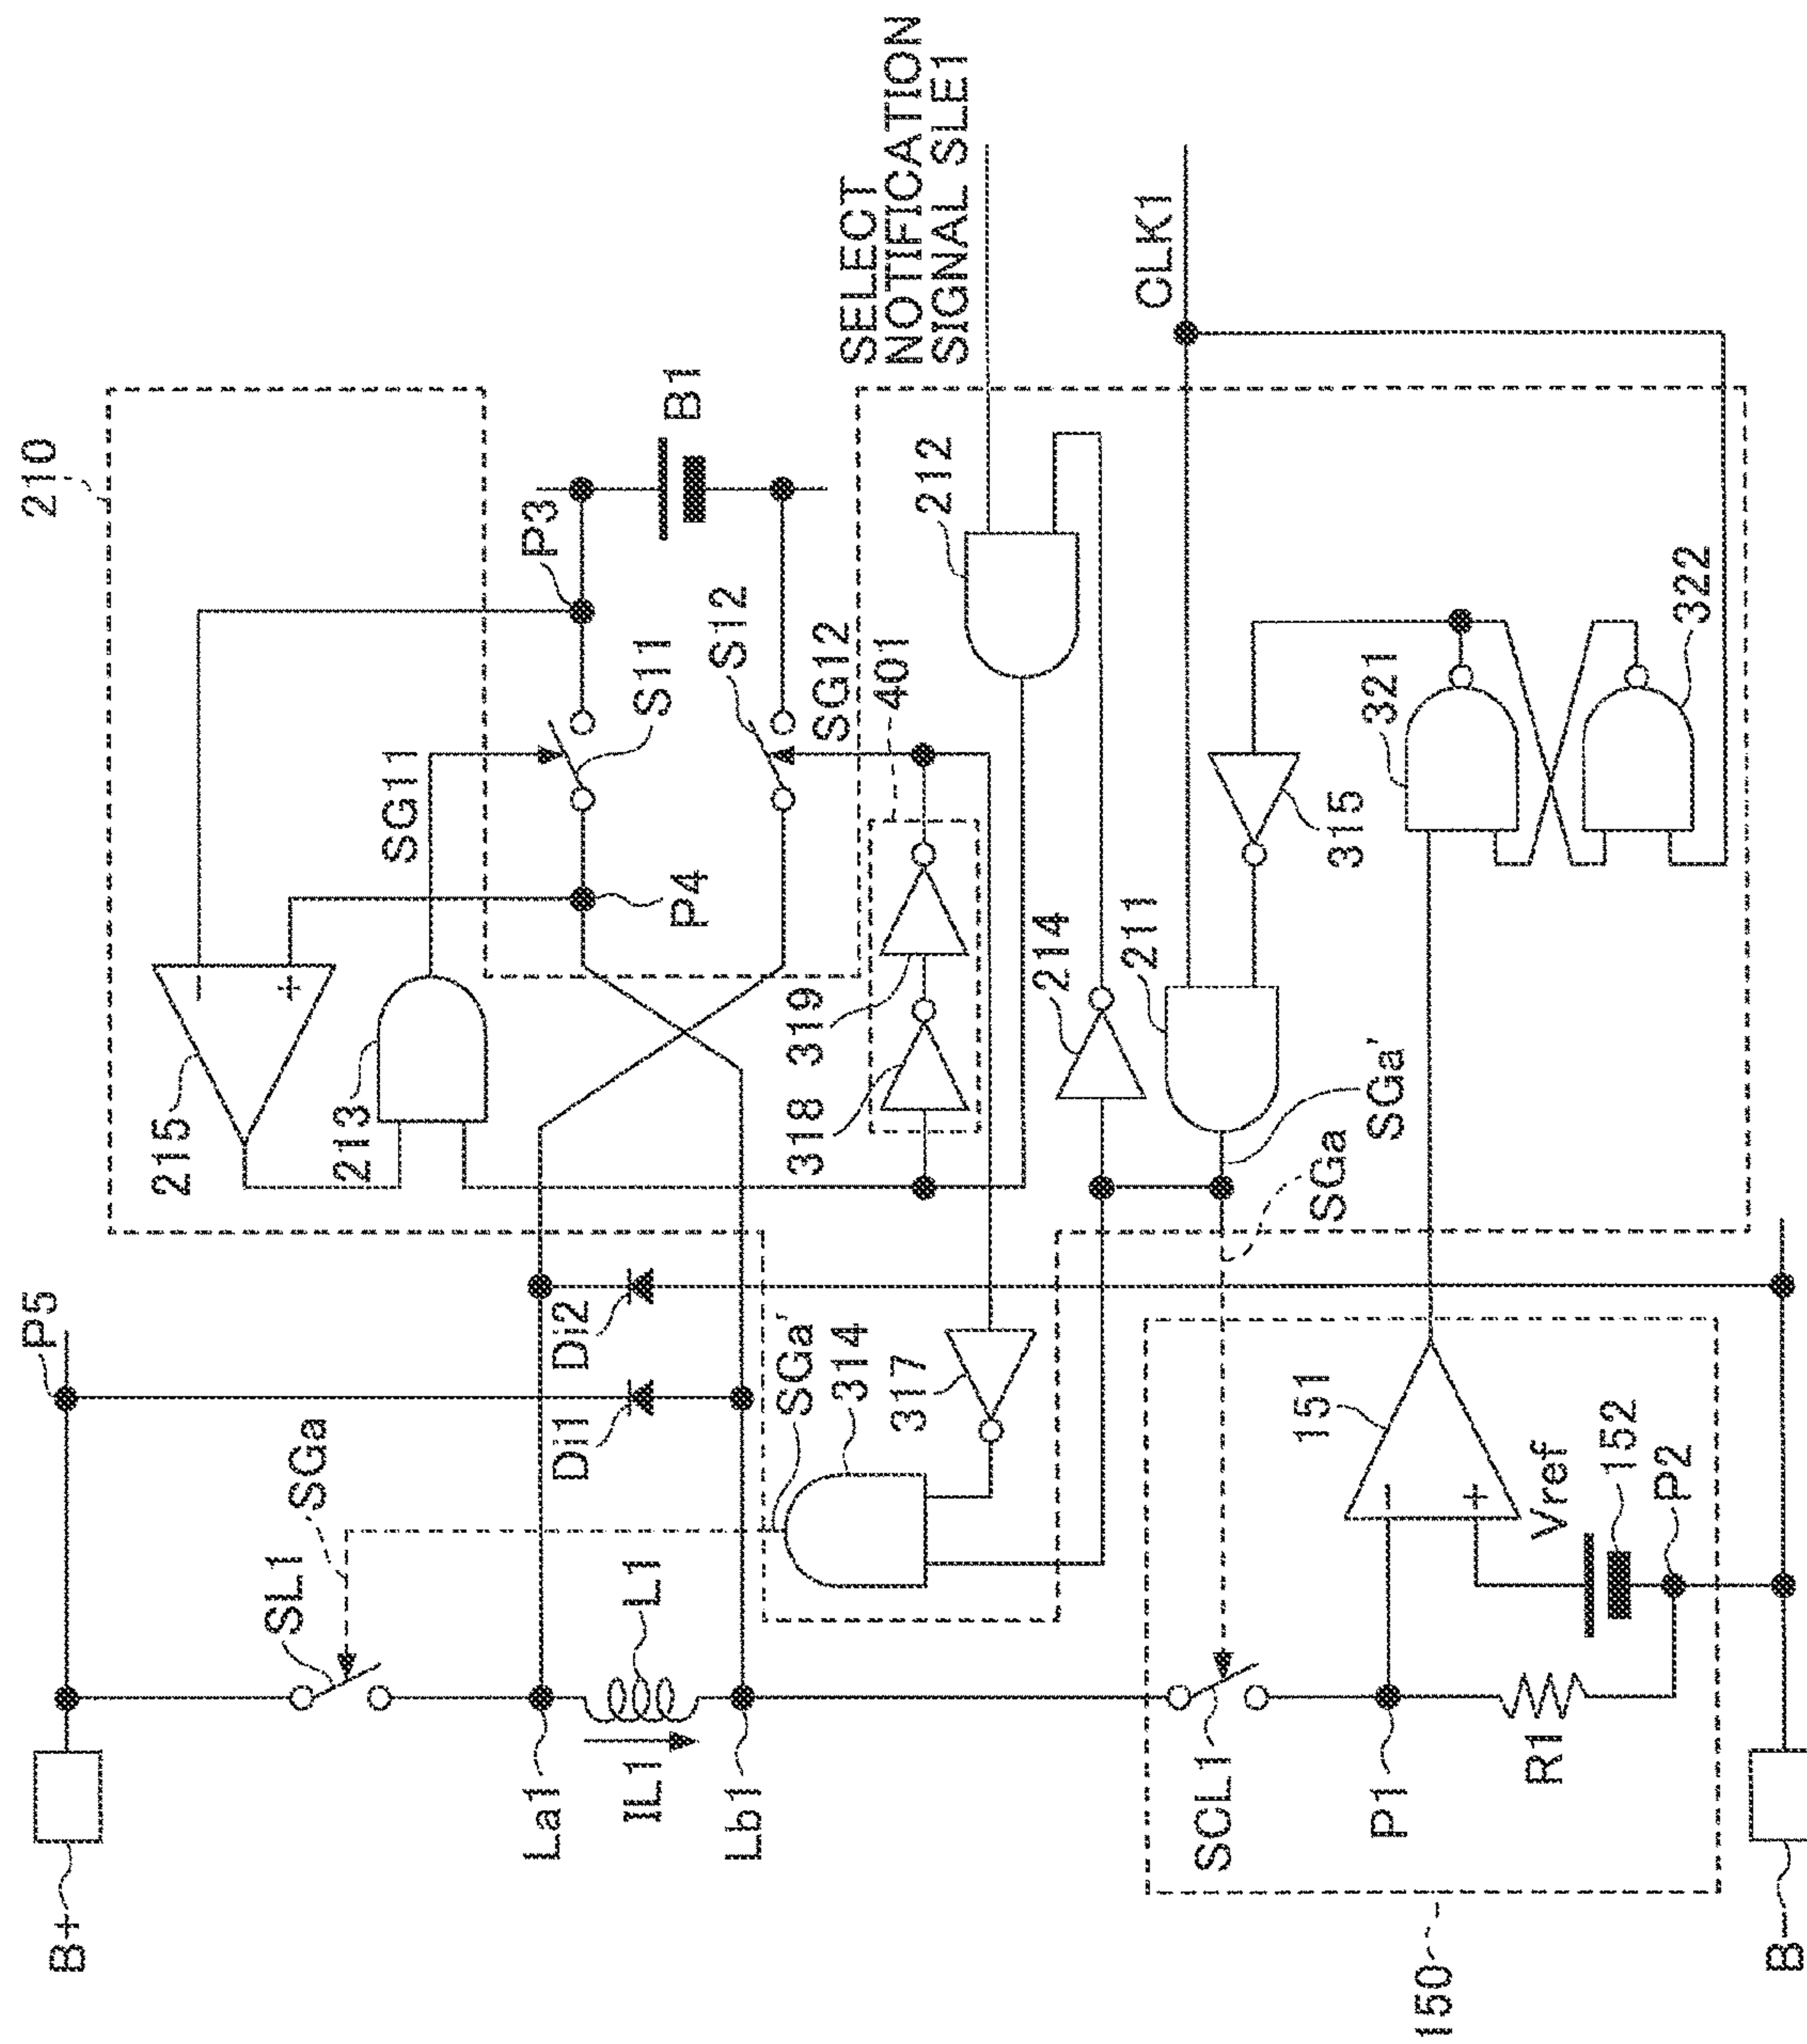 210
P5
B+
SL1
SGa
Di1
Di2
La1
L1
IL1
Lb1
215
-
+
213
SG11
P4
P3
S11
S12
SG12
B1
401
318
319
SELECT
NOTIFICATION
SIGNAL SLE1
212
CLK1
214
211
SGa'
SGa
SGa'
314
317
315
321
322
SCL1
P1
R1
151
-
+
Vref
152
P2
150
B-